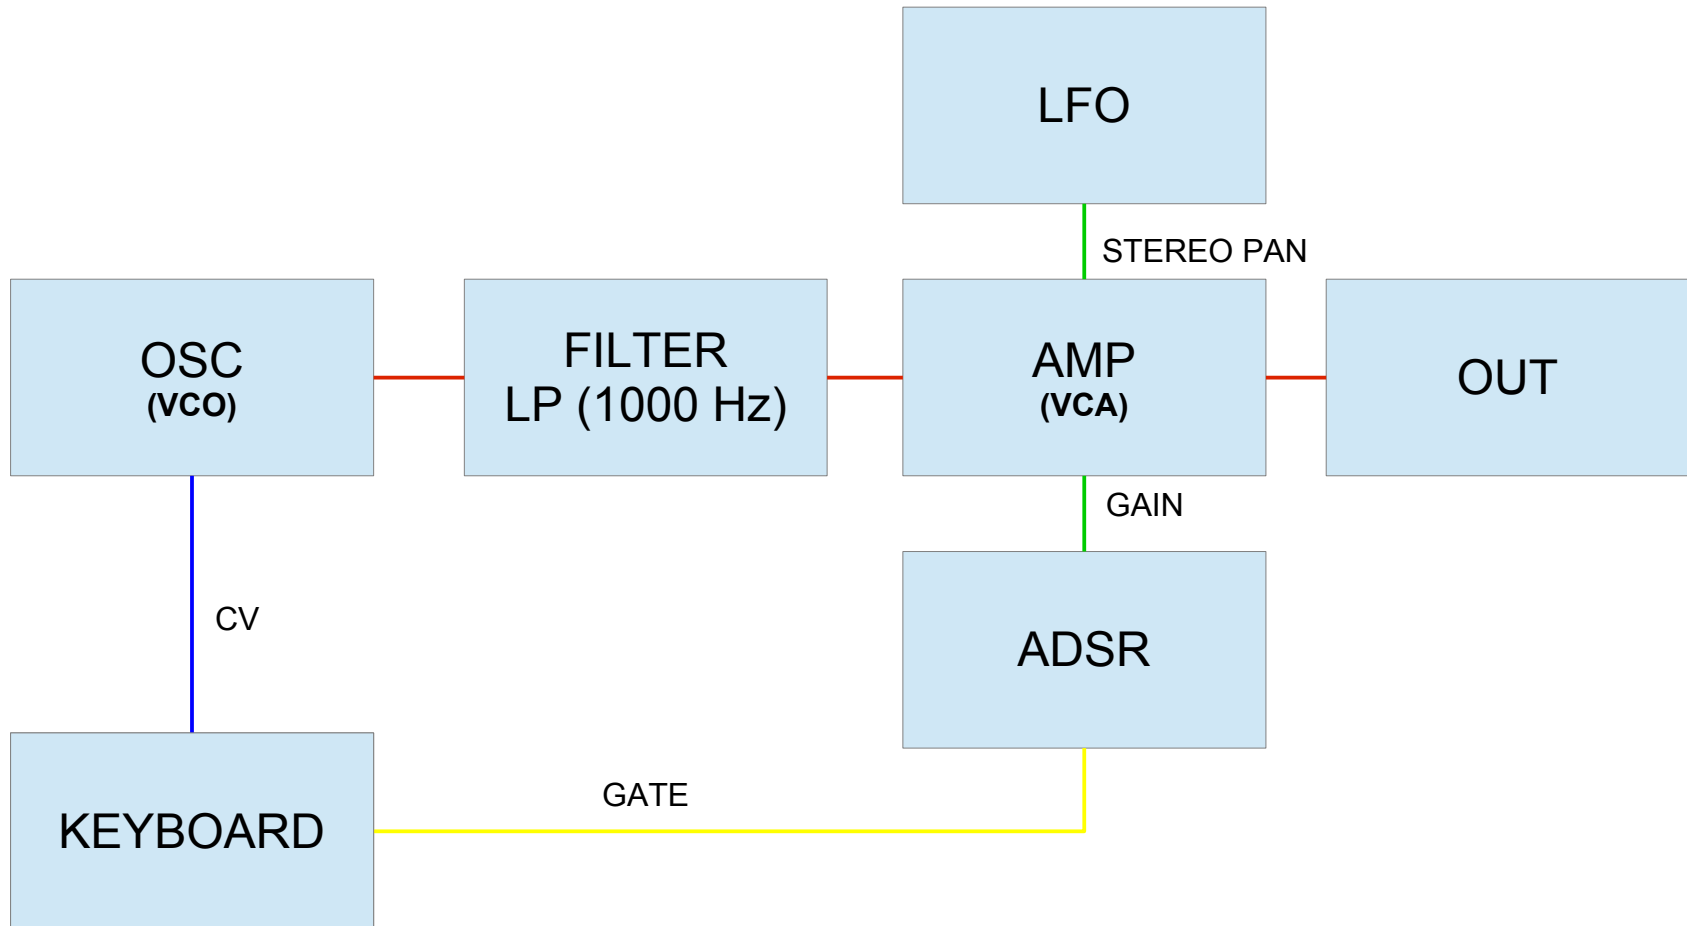 LFO
STEREO PAN
OSC
(VCO)
FILTER
LP (1000 Hz)
AMP
(VCA)
OUT
GAIN
CV
ADSR
GATE
KEYBOARD